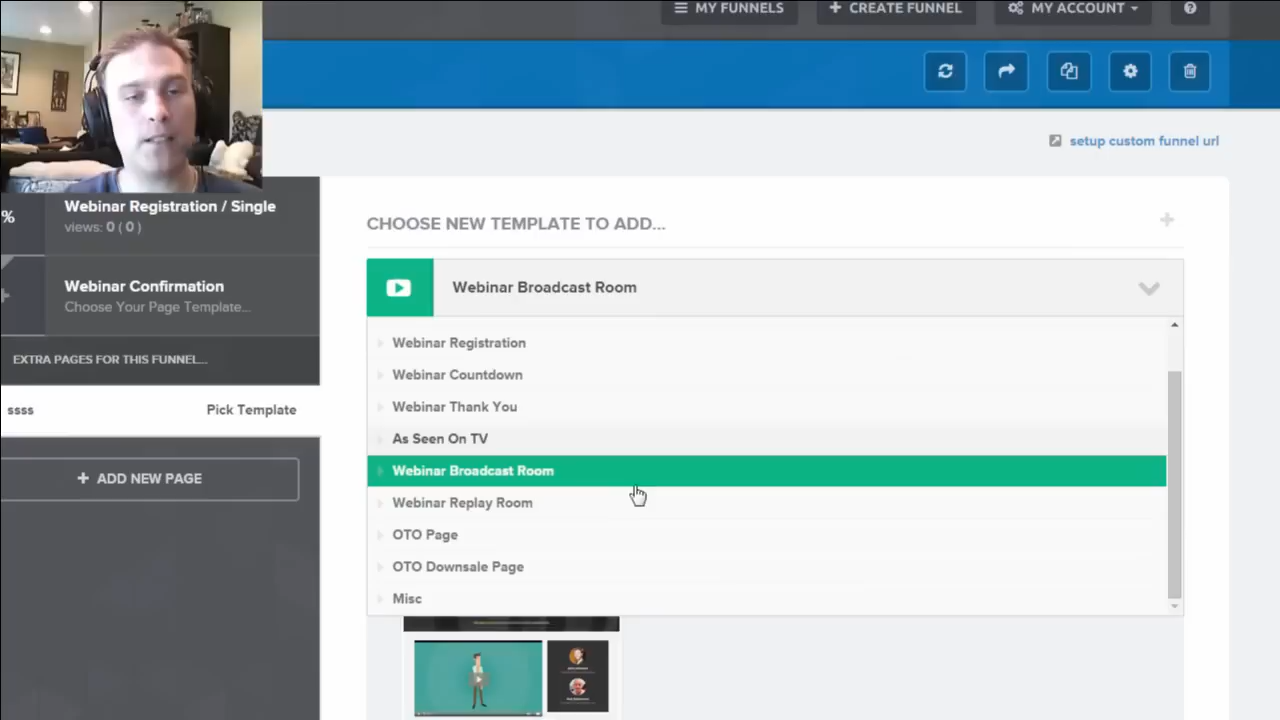 MY FUNNELS
CREATE FUNNEL
MY ACCOUNT
setup custom funnel url
%
Webinar Registration / Single
views: 0 ( 0 )
Webinar Confirmation
Choose Your Page Template...
EXTRA PAGES FOR THIS FUNNEL...
ssss
Pick Template
+ ADD NEW PAGE
CHOOSE NEW TEMPLATE TO ADD...
Webinar Broadcast Room
Webinar Registration
Webinar Countdown
Webinar Thank You
As Seen On TV
Webinar Broadcast Room
Webinar Replay Room
OTO Page
OTO Downsale Page
Misc